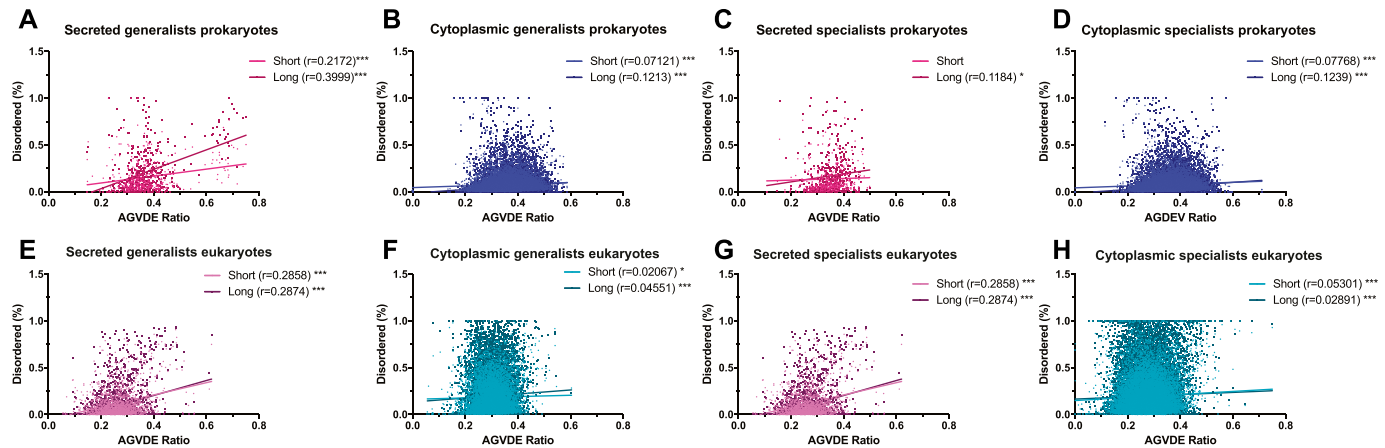 A
Secreted generalists prokaryotes
Short (r=0.2172)***
Long (r=0.3999)***
Disordered (%)
1.5
1.0
0.5
0.0
0.0 0.2 0.4 0.6 0.8
AGVDE Ratio
B
Cytoplasmic generalists prokaryotes
Short (r=0.07121) ***
Long (r=0.1213) ***
Disordered (%)
1.5
1.0
0.5
0.0
0.0 0.2 0.4 0.6 0.8
AGVDE Ratio
C
Secreted specialists prokaryotes
Short
Long (r=0.1184) *
Disordered (%)
1.5
1.0
0.5
0.0
0.0 0.2 0.4 0.6 0.8
AGVDE Ratio
D
Cytoplasmic specialists prokaryotes
Short (r=0.07768) ***
Long (r=0.1239) ***
Disordered (%)
1.5
1.0
0.5
0.0
0.0 0.2 0.4 0.6 0.8
AGDEV Ratio
E
Secreted generalists eukaryotes
Short (r=0.2858) ***
Long (r=0.2874) ***
Disordered (%)
1.5
1.0
0.5
0.0
0.0 0.2 0.4 0.6 0.8
AGVDE Ratio
F
Cytoplasmic generalists eukaryotes
Short (r=0.02067) *
Long (r=0.04551) ***
Disordered (%)
1.5
1.0
0.5
0.0
0.0 0.2 0.4 0.6 0.8
AGVDE Ratio
G
Secreted specialists eukaryotes
Short (r=0.2858) ***
Long (r=0.2874) ***
Disordered (%)
1.5
1.0
0.5
0.0
0.0 0.2 0.4 0.6 0.8
AGVDE Ratio
H
Cytoplasmic specialists eukaryotes
Short (r=0.05301) ***
Long (r=0.02891) ***
Disordered (%)
1.5
1.0
0.5
0.0
0.0 0.2 0.4 0.6 0.8
AGVDE Ratio